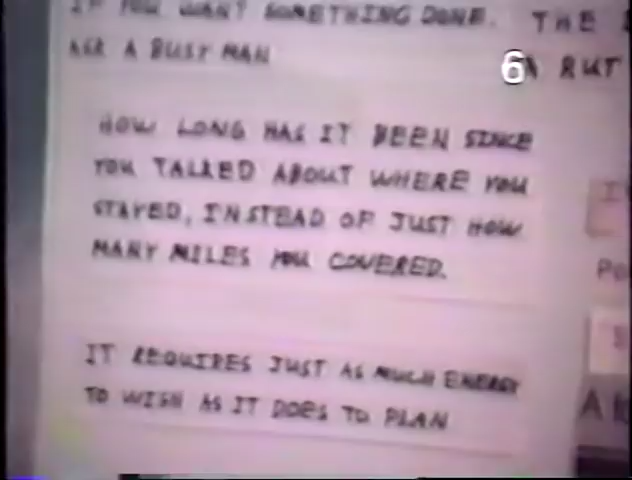 IF YOU WANT SOMETHING DONE.
ASK A BUSY MAN
THE
RUT
6
HOW LONG HAS IT BEEN SINCE
YOU TALKED ABOUT WHERE YOU
STAYED, INSTEAD OF JUST HOW
MANY MILES YOU COVERED.
IT REQUIRES JUST AS MUCH ENERGY
TO WISH AS IT DOES TO PLAN